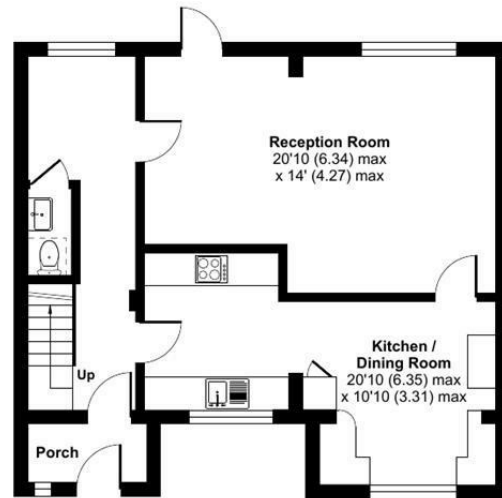 Reception Room
20'10 (6.34) max
x 14' (4.27) max
Kitchen /
Dining Room
20'10 (6.35) max
x 10'10 (3.31) max
Up
Porch